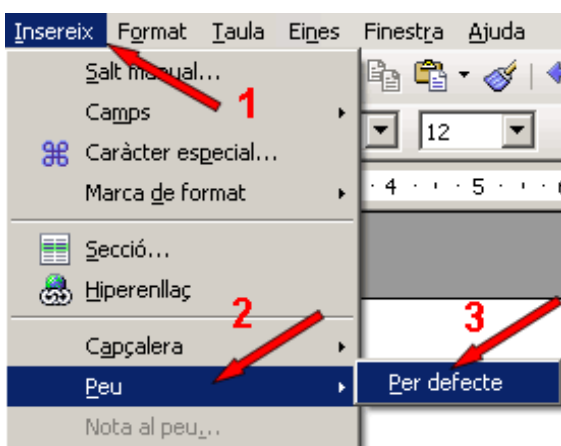 Insereix Format Taula Eines Finestra Ajuda
Salt manual...
1
Camps
12
Caràcter especial...
Marca de format
4 5
Secció...
Hiperenllaç
2
3
Capçalera
Peu
Per defecte
Nota al peu...